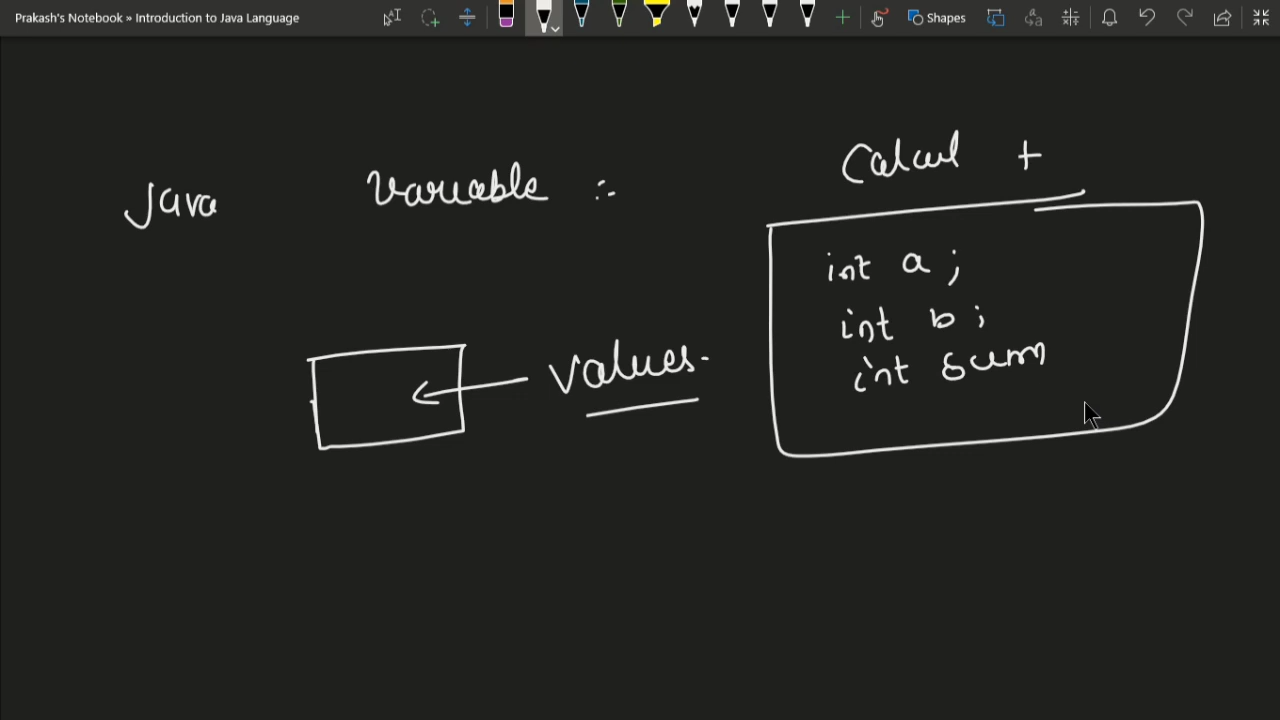 Prakash's Notebook » Introduction to Java Language
Shapes
Java Variable :-
Calcul +
int a ;
int b ;
int sum
values.